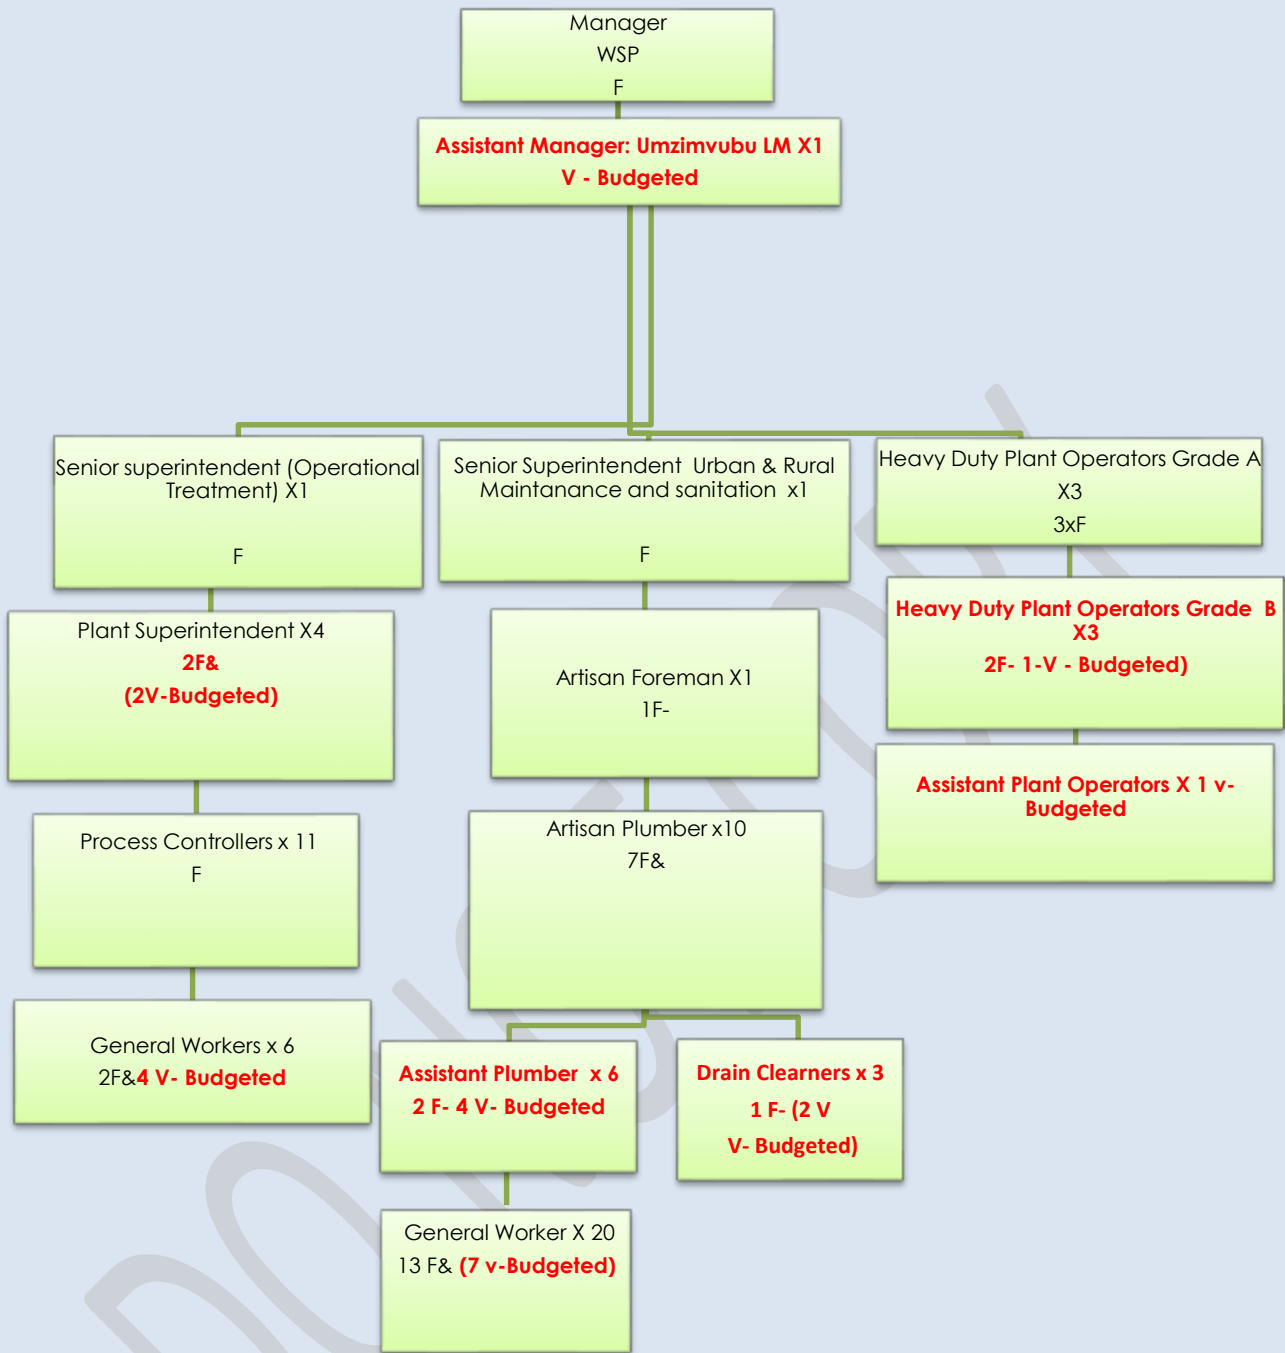 Manager
WSP
F
Assistant Manager: Umzimvubu LM X1
V - Budgeted
Senior superintendent (Operational
Treatment) X1
F
Senior Superintendent  Urban & Rural
Maintanance and sanitation  x1
F
Heavy Duty Plant Operators Grade A
X3
3xF
Plant Superintendent X4
2F&
(2V-Budgeted)
Artisan Foreman X1
1F-
Heavy Duty Plant Operators Grade  B
X3
2F- 1-V - Budgeted)
Assistant Plant Operators X 1 v-
Budgeted
Process Controllers x 11
F
Artisan Plumber x10
7F&
General Workers x 6
2F&4 V- Budgeted
Assistant Plumber  x 6
2 F- 4 V- Budgeted
Drain Clearners x 3
1 F- (2 V
V- Budgeted)
General Worker X 20
13 F& (7 v-Budgeted)